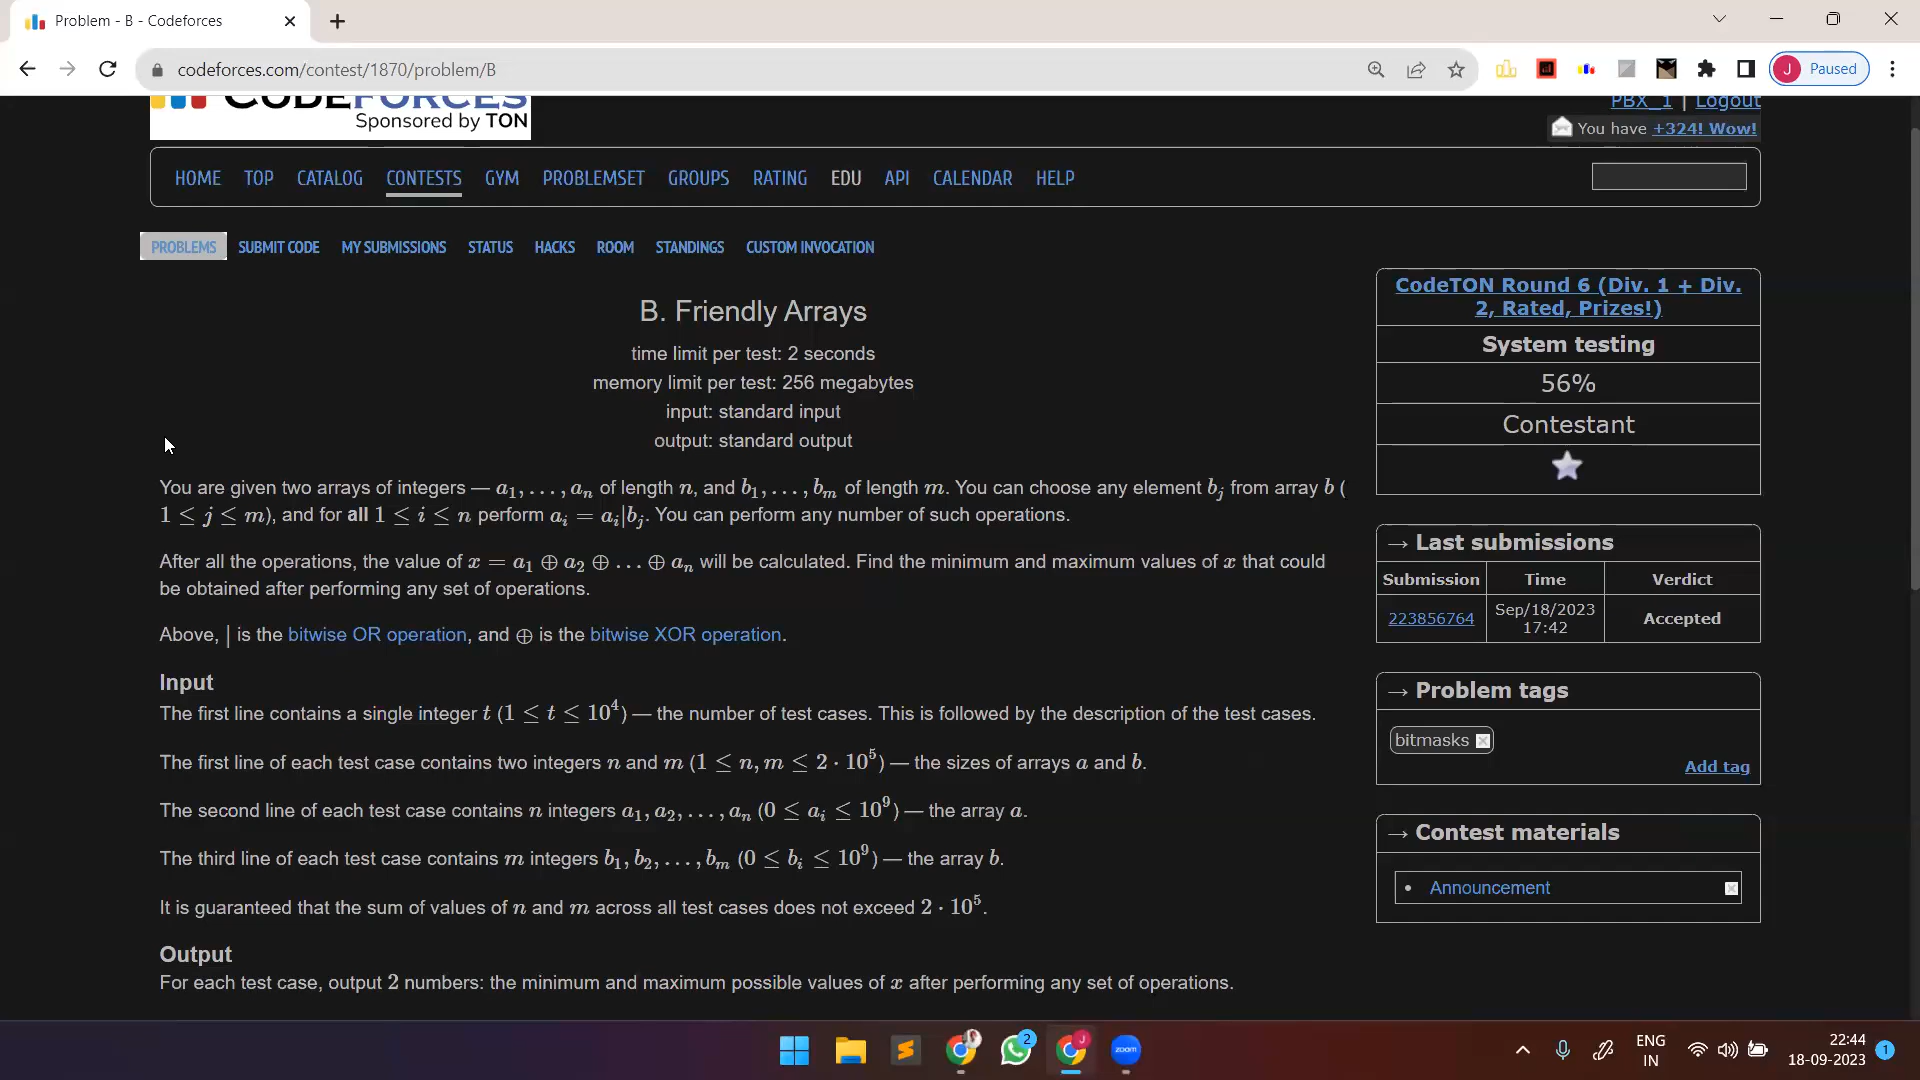 Problem - B - Codeforces
codeforces.com/contest/1870/problem/B
J Paused
CODEFORCES
Sponsored by TON
PBX_1 | Logout
You have +324! Wow!
HOME TOP CATALOG CONTESTS GYM PROBLEMSET GROUPS RATING EDU API CALENDAR HELP
PROBLEMS SUBMIT CODE MY SUBMISSIONS STATUS HACKS ROOM STANDINGS CUSTOM INVOCATION
B. Friendly Arrays
time limit per test: 2 seconds
memory limit per test: 256 megabytes
input: standard input
output: standard output
You are given two arrays of integers — a₁, . . . , aₙ of length n, and b₁, . . . , bₘ of length m. You can choose any element bⱼ from array b (
1 ≤ j ≤ m), and for all 1 ≤ i ≤ n perform aᵢ = aᵢ|bⱼ. You can perform any number of such operations.
After all the operations, the value of x = a₁ ⊕ a₂ ⊕ . . . ⊕ aₙ will be calculated. Find the minimum and maximum values of x that could
be obtained after performing any set of operations.
Above, | is the bitwise OR operation, and ⊕ is the bitwise XOR operation.
Input
The first line contains a single integer t (1 ≤ t ≤ 10⁴) — the number of test cases. This is followed by the description of the test cases.
The first line of each test case contains two integers n and m (1 ≤ n, m ≤ 2 · 10⁵) — the sizes of arrays a and b.
The second line of each test case contains n integers a₁, a₂, . . . , aₙ (0 ≤ aᵢ ≤ 10⁹) — the array a.
The third line of each test case contains m integers b₁, b₂, . . . , bₘ (0 ≤ bᵢ ≤ 10⁹) — the array b.
It is guaranteed that the sum of values of n and m across all test cases does not exceed 2 · 10⁵.
Output
For each test case, output 2 numbers: the minimum and maximum possible values of x after performing any set of operations.
CodeTON Round 6 (Div. 1 + Div.
2, Rated, Prizes!)
System testing
56%
Contestant
→ Last submissions
Submission Time Verdict
223856764 Sep/18/2023 Accepted
17:42
→ Problem tags
bitmasks
Add tag
→ Contest materials
Announcement
2
J
zoom
ENG
IN
22:44
18-09-2023
1